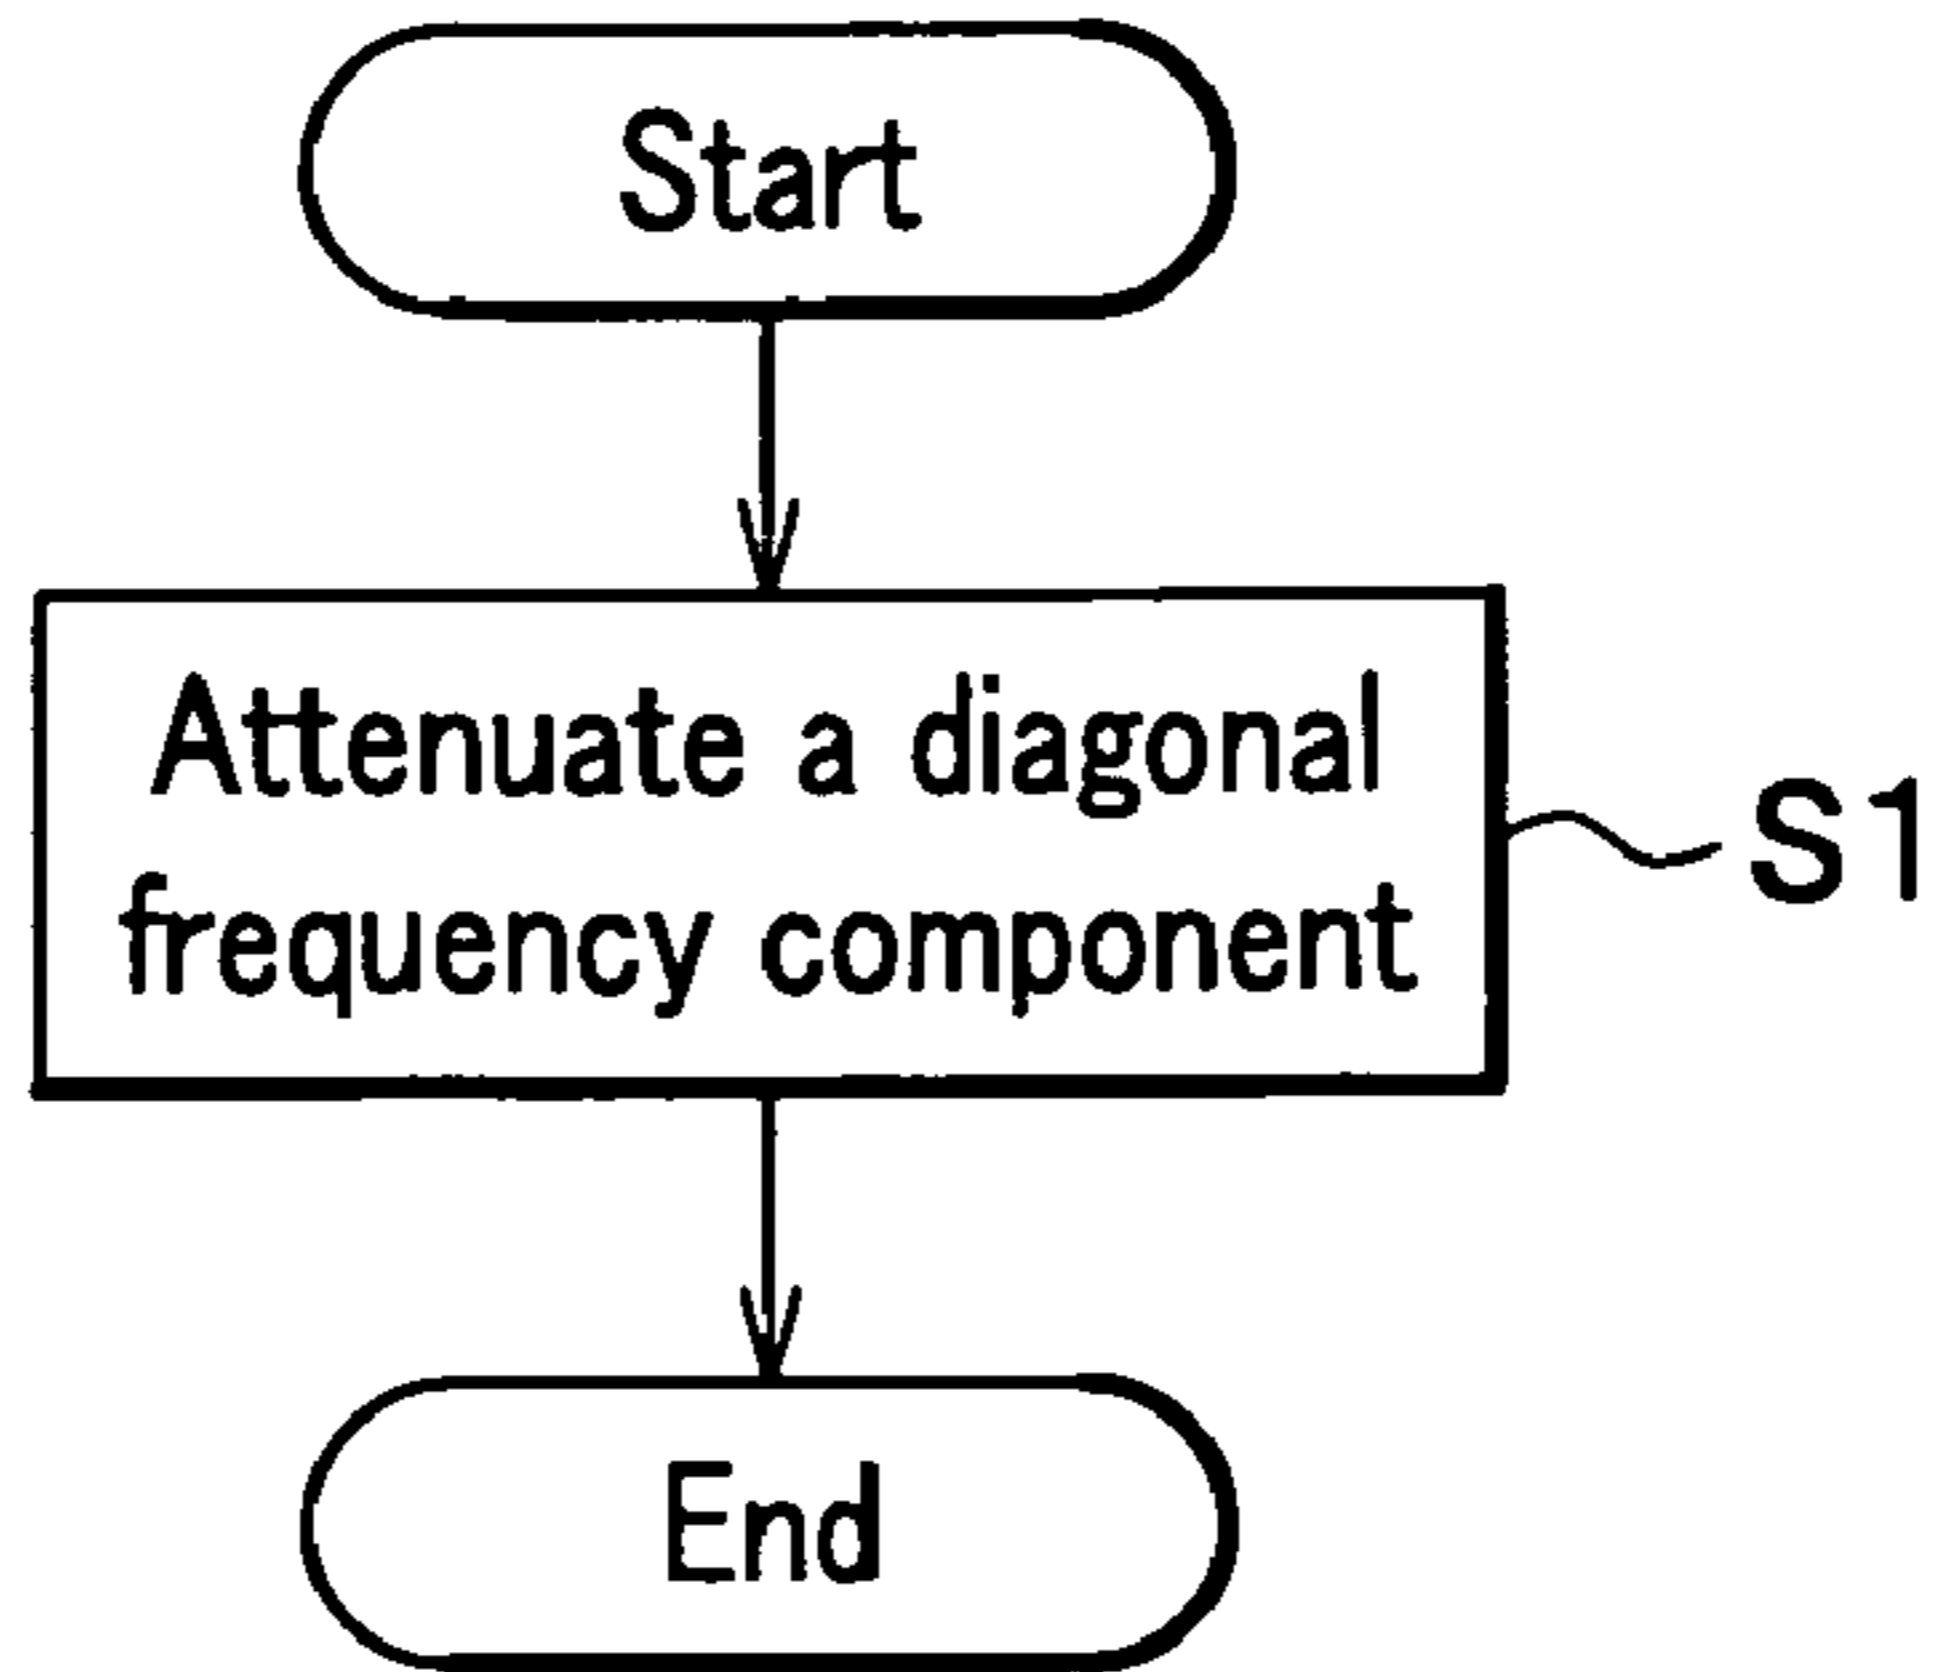 Start
Attenuate a diagonal
frequency component
S1
End